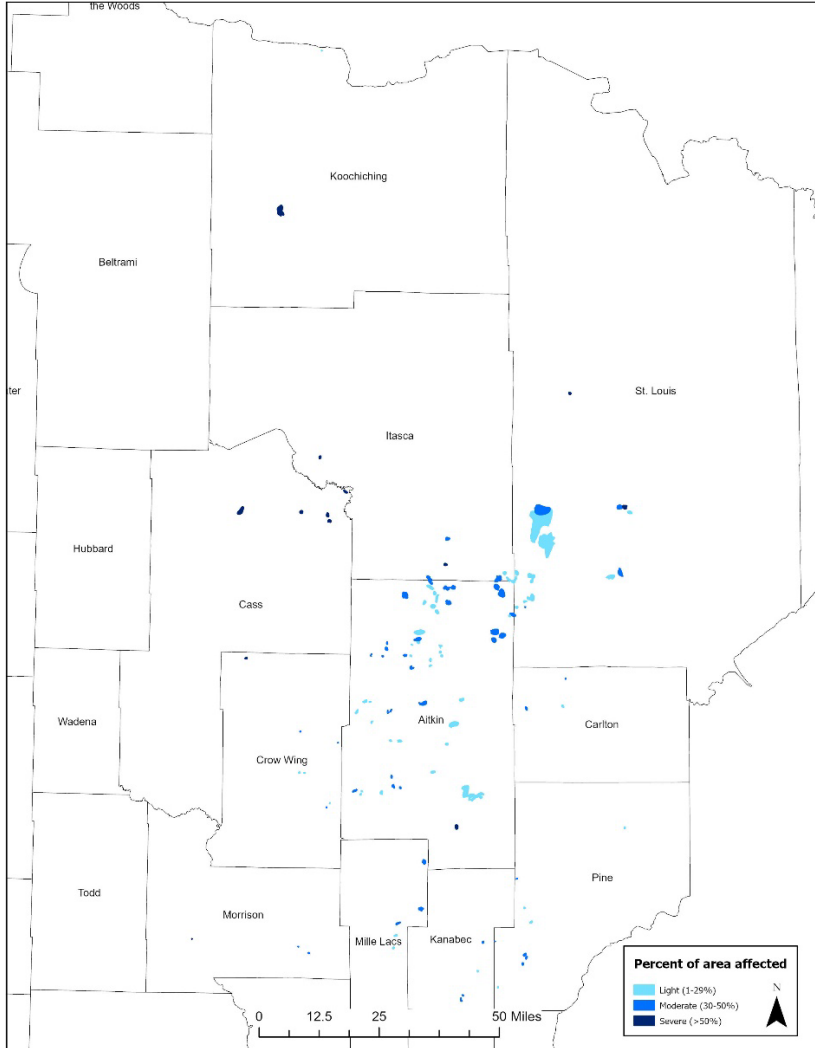 the Woods
Koochiching
Beltrami
ter
St. Louis
Itasca
Hubbard
Cass
Wadena
Aitkin
Carlton
Crow Wing
Todd
Pine
Morrison
Mille Lacs
Kanabec
Percent of area affected
Light (1-29%)
Moderate (30-50%)
Severe (>50%)
N
0 12.5 25 50 Miles